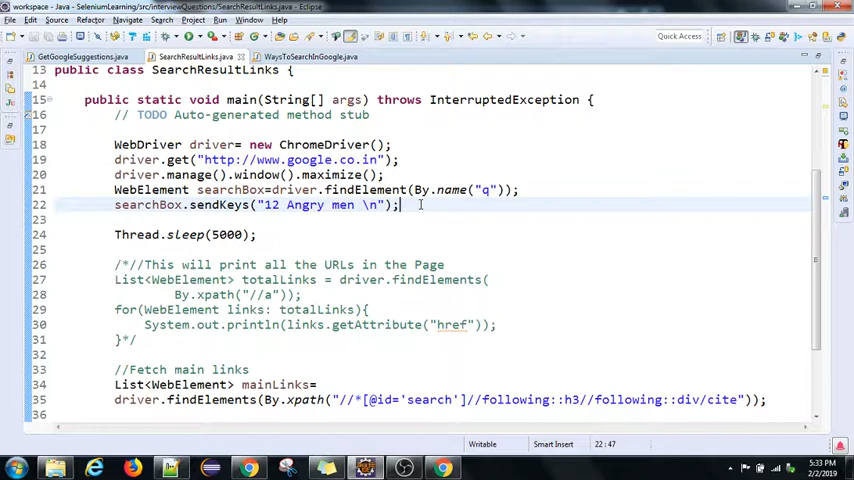 workspace - Java - SeleniumLearning/src/interviewQuestions/SearchResultLinks.java - Eclipse
File Edit Source Refactor Navigate Search Project Run Window Help
Quick Access
GetGoogleSuggestions.java SearchResultLinks.java WaysToSearchInGoogle.java
13 public class SearchResultLinks {
14
15 public static void main(String[] args) throws InterruptedException {
16 // TODO Auto-generated method stub
17
18 WebDriver driver= new ChromeDriver();
19 driver.get("http://www.google.co.in");
20 driver.manage().window().maximize();
21 WebElement searchBox=driver.findElement(By.name("q"));
22 searchBox.sendKeys("12 Angry men \n");
23
24 Thread.sleep(5000);
25
26 /*//This will print all the URLs in the Page
27 List<WebElement> totalLinks = driver.findElements(
28 By.xpath("//a"));
29 for(WebElement links: totalLinks){
30 System.out.println(links.getAttribute("href"));
31 }*/
32
33 //Fetch main links
34 List<WebElement> mainLinks=
35 driver.findElements(By.xpath("//*[@id='search']//following::h3//following::div/cite"));
36
Writable Smart Insert 22:47
5:33 PM
2/2/2019